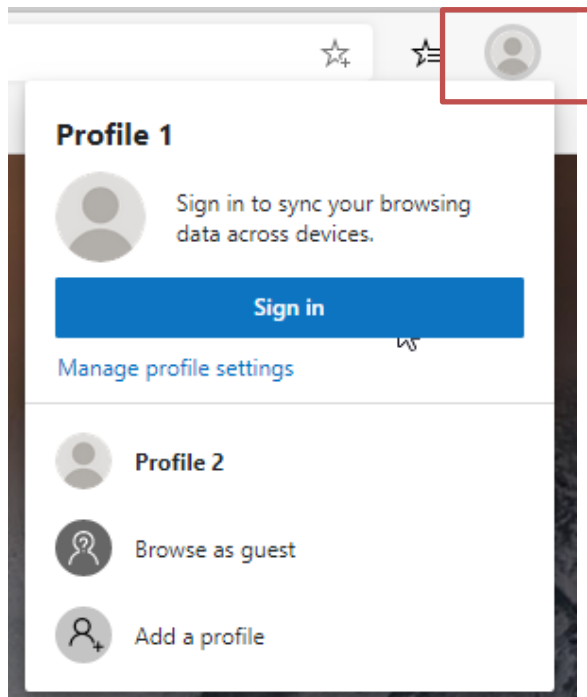 Profile 1
Sign in to sync your browsing
data across devices.
Sign in
Manage profile settings
Profile 2
Browse as guest
Add a profile